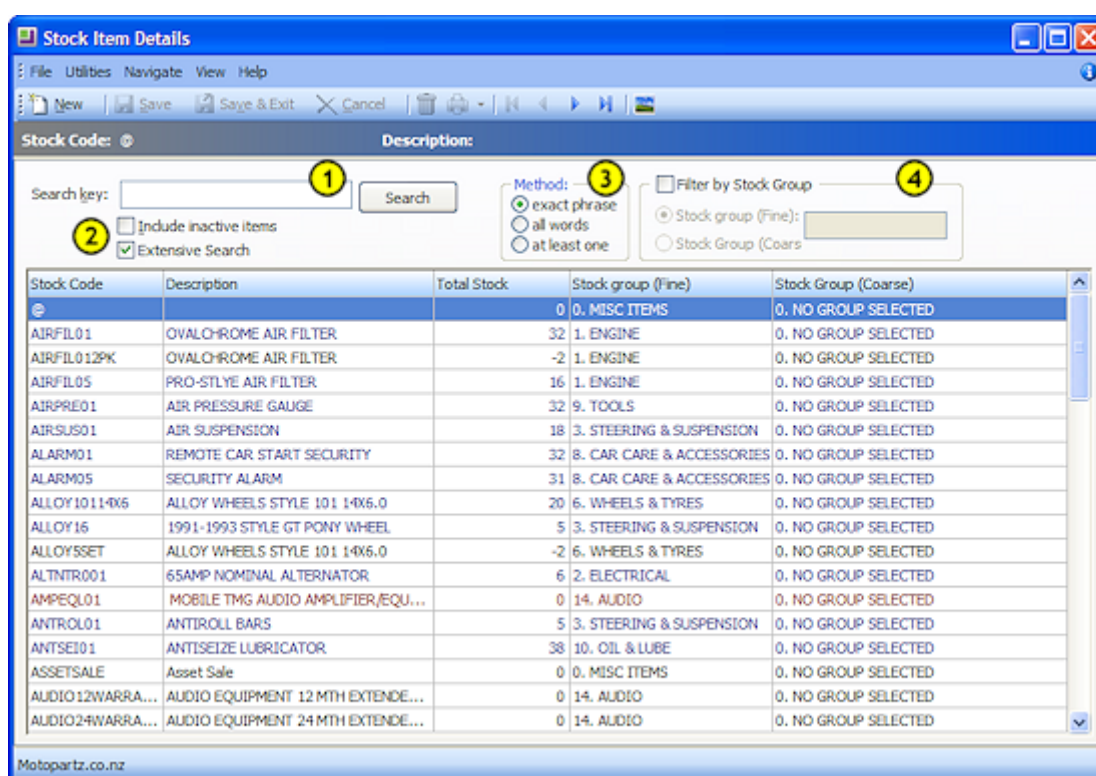 Stock Item Details
File Utilities Navigate View Help
New Save Save & Exit Cancel
Stock Code: @ Description:
1 3 4
Search key: Search Method: Filter by Stock Group
exact phrase Stock group (Fine):
2 Include inactive items all words
Extensive Search at least one Stock Group (Coars
Stock Code Description Total Stock Stock group (Fine) Stock Group (Coarse)
@ 0 0. MISC ITEMS 0. NO GROUP SELECTED
AIRFIL01 OVALCHROME AIR FILTER 32 1. ENGINE 0. NO GROUP SELECTED
AIRFIL012PK OVALCHROME AIR FILTER -2 1. ENGINE 0. NO GROUP SELECTED
AIRFIL05 PRO-STLYE AIR FILTER 16 1. ENGINE 0. NO GROUP SELECTED
AIRPRE01 AIR PRESSURE GAUGE 32 9. TOOLS 0. NO GROUP SELECTED
AIRSUS01 AIR SUSPENSION 18 3. STEERING & SUSPENSION 0. NO GROUP SELECTED
ALARM01 REMOTE CAR START SECURITY 32 8. CAR CARE & ACCESSORIES 0. NO GROUP SELECTED
ALARM05 SECURITY ALARM 31 8. CAR CARE & ACCESSORIES 0. NO GROUP SELECTED
ALLOY10114X6 ALLOY WHEELS STYLE 101 14X6.0 20 6. WHEELS & TYRES 0. NO GROUP SELECTED
ALLOY16 1991-1993 STYLE GT PONY WHEEL 5 3. STEERING & SUSPENSION 0. NO GROUP SELECTED
ALLOY5SET ALLOY WHEELS STYLE 101 14X6.0 -2 6. WHEELS & TYRES 0. NO GROUP SELECTED
ALTNTR001 65AMP NOMINAL ALTERNATOR 6 2. ELECTRICAL 0. NO GROUP SELECTED
AMPEQL01 MOBILE TMG AUDIO AMPLIFIER/EQU... 0 14. AUDIO 0. NO GROUP SELECTED
ANTROL01 ANTIROLL BARS 5 3. STEERING & SUSPENSION 0. NO GROUP SELECTED
ANTSEI01 ANTISEIZE LUBRICATOR 38 10. OIL & LUBE 0. NO GROUP SELECTED
ASSETSALE Asset Sale 0 0. MISC ITEMS 0. NO GROUP SELECTED
AUDIO12WARRA... AUDIO EQUIPMENT 12 MTH EXTENDE... 0 14. AUDIO 0. NO GROUP SELECTED
AUDIO24WARRA... AUDIO EQUIPMENT 24 MTH EXTENDE... 0 14. AUDIO 0. NO GROUP SELECTED
Motopartz.co.nz